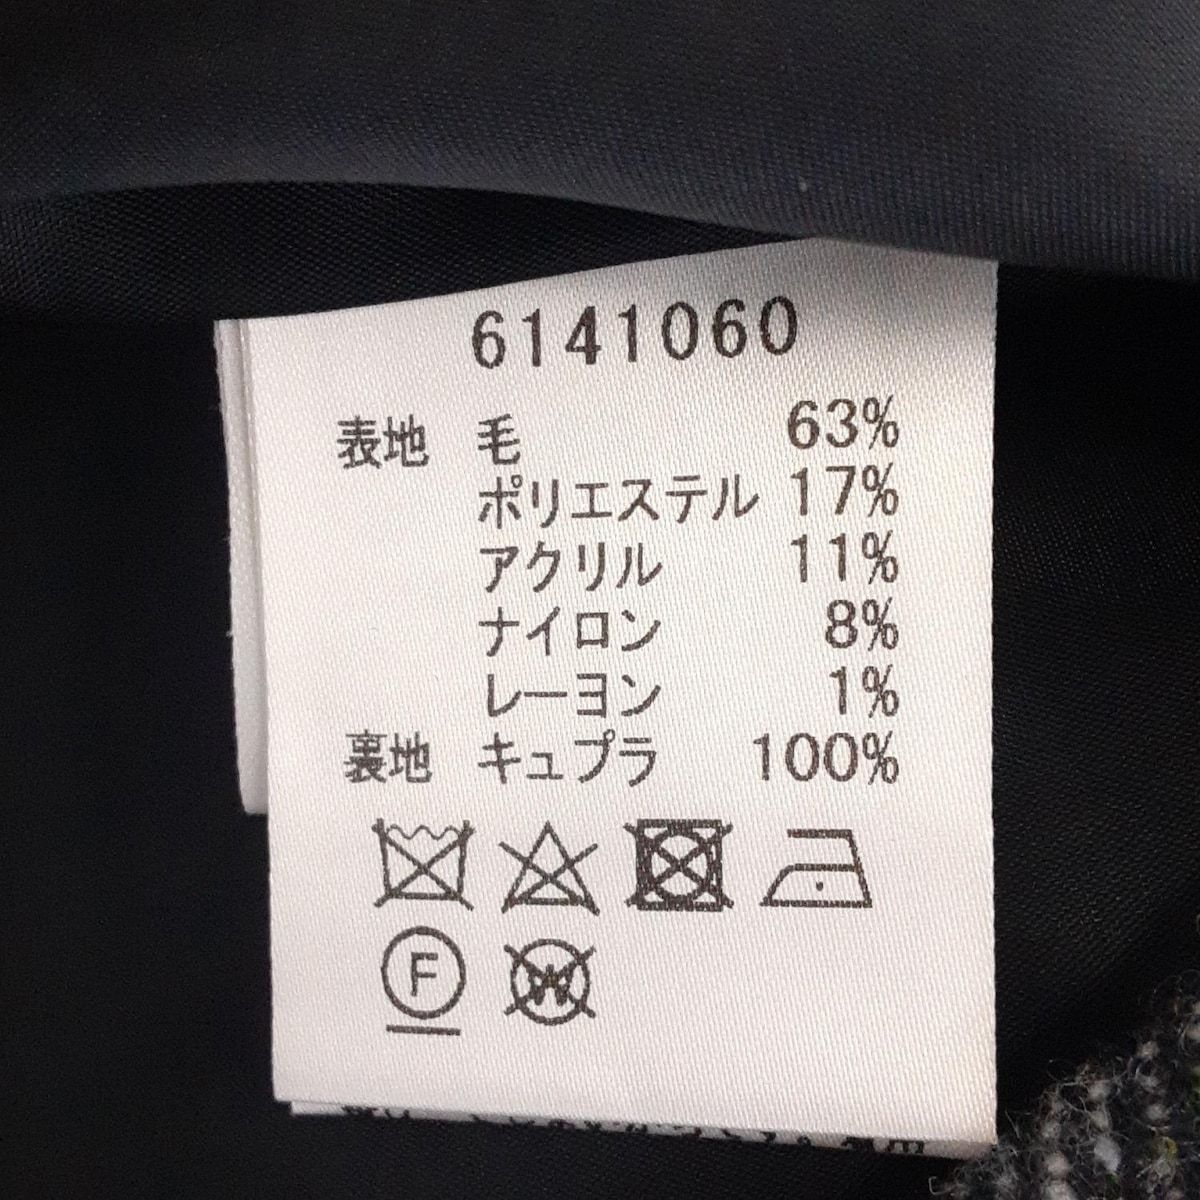 6141060
表地 毛 63%
ポリエステル 17%
アクリル 11%
ナイロン 8%
レーヨン 1%
裏地 キュプラ 100%
F W